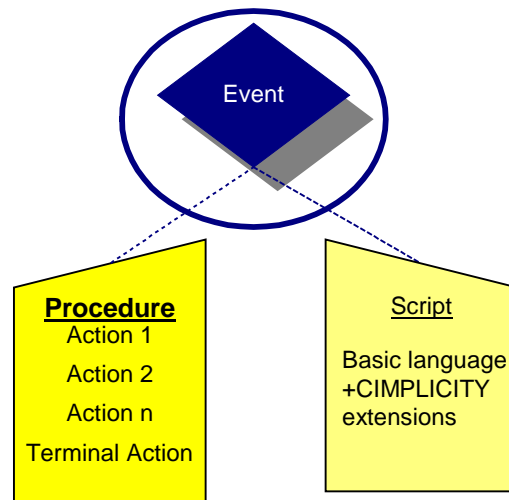 Event
Procedure
Action 1
Action 2
Action n
Terminal Action
Script
Basic language
+CIMPLICITY
extensions